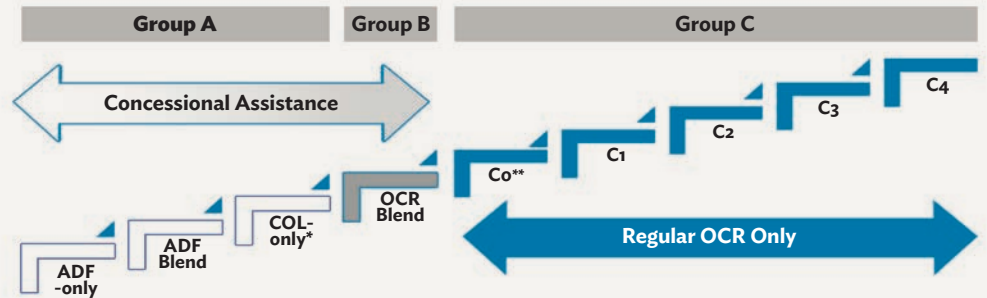 Group A
Group B
Group C
Concessional Assistance
C4
C3
C2
C1
C0**
OCR
Blend
COL-
only*
ADF
Blend
ADF
-only
Regular OCR Only